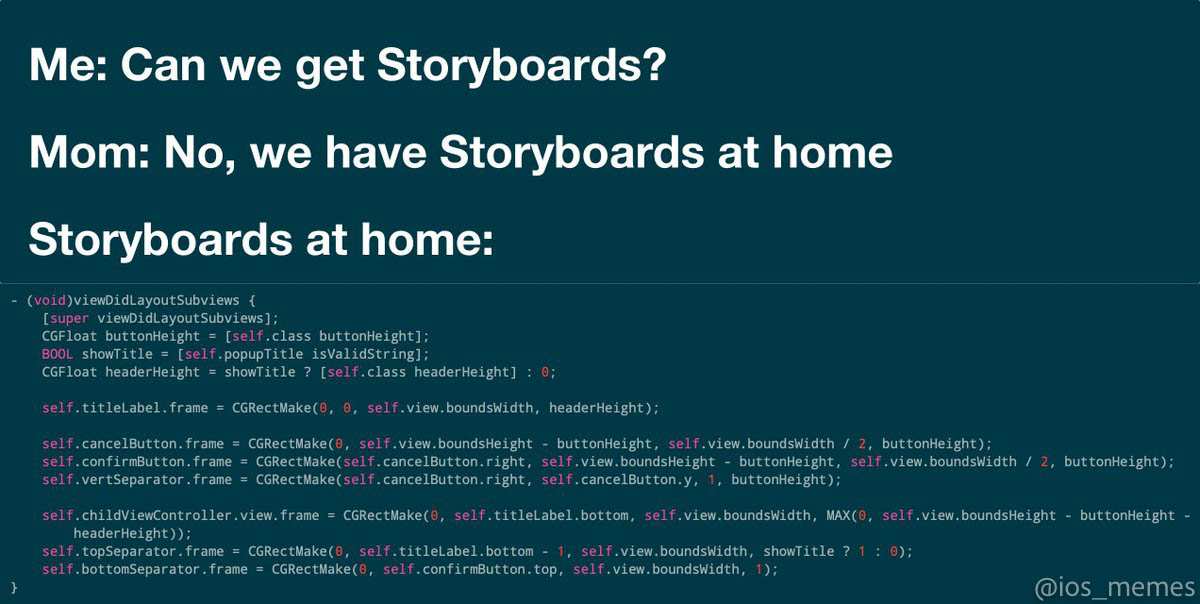 Me: Can we get Storyboards?
Mom: No, we have Storyboards at home
Storyboards at home:
- (void)viewDidLayoutSubviews {
    [super viewDidLayoutSubviews];
    CGFloat buttonHeight = [self.class buttonHeight];
    BOOL showTitle = [self.popupTitle isValidString];
    CGFloat headerHeight = showTitle ? [self.class headerHeight] : 0;
    self.titleLabel.frame = CGRectMake(0, 0, self.view.boundsWidth, headerHeight);
    self.cancelButton.frame = CGRectMake(0, self.view.boundsHeight - buttonHeight, self.view.boundsWidth / 2, buttonHeight);
    self.confirmButton.frame = CGRectMake(self.cancelButton.right, self.view.boundsHeight - buttonHeight, self.view.boundsWidth / 2, buttonHeight);
    self.vertSeparator.frame = CGRectMake(self.cancelButton.right, self.cancelButton.y, 1, buttonHeight);
    self.childViewController.view.frame = CGRectMake(0, self.titleLabel.bottom, self.view.boundsWidth, MAX(0, self.view.boundsHeight - buttonHeight -
        headerHeight));
    self.topSeparator.frame = CGRectMake(0, self.titleLabel.bottom - 1, self.view.boundsWidth, showTitle ? 1 : 0);
    self.bottomSeparator.frame = CGRectMake(0, self.confirmButton.top, self.view.boundsWidth, 1);
}
@ios_memes